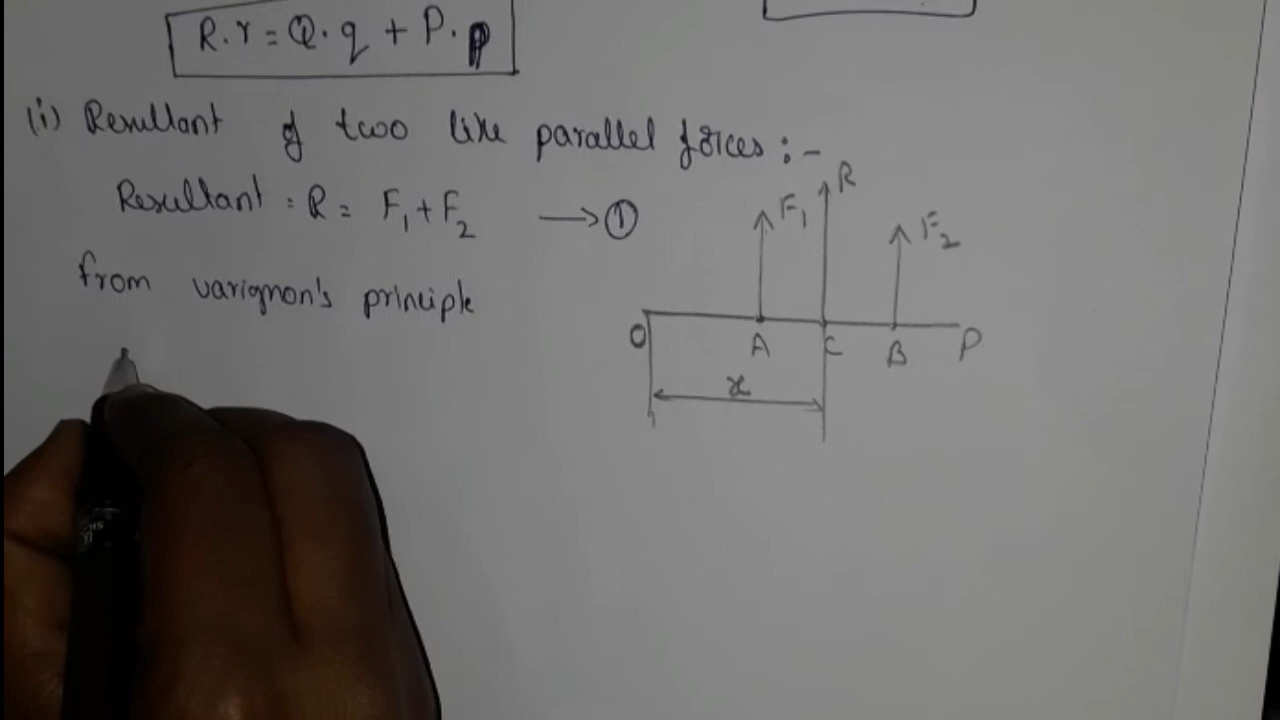 R.r = Q.q + P.p
(i) Resultant of two like parallel forces :-
Resultant : R = F₁ + F₂ → ①
from varignon's principle
R
F₁
F₂
O A C B P
x